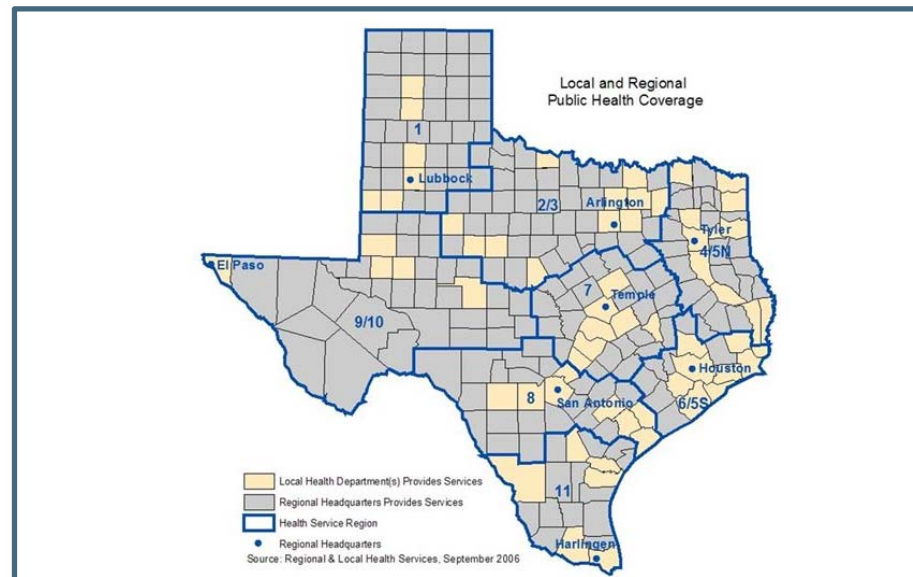 Local and Regional
Public Health Coverage
1
Lubbock
2/3
Arlington
Tyler
4/5N
El Paso
7
Temple
9/10
Houston
6/5S
8
San Antonio
11
Harlingen
Local Health Department(s) Provides Services
Regional Headquarters Provides Services
Health Service Region
Regional Headquarters
Source: Regional & Local Health Services, September 2006